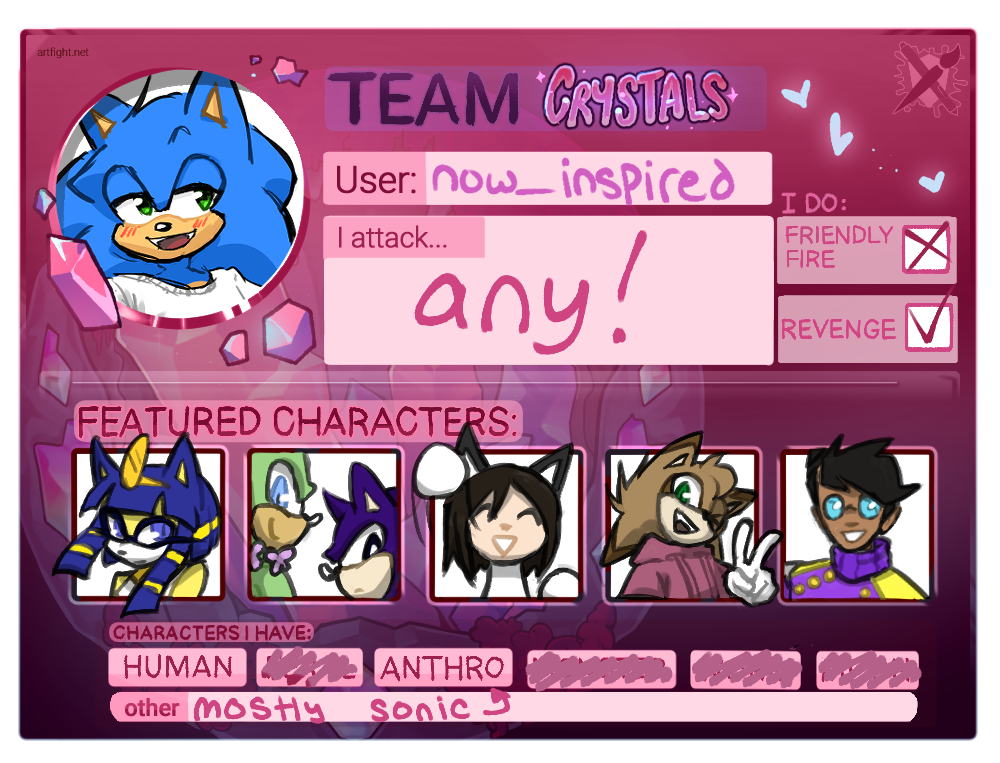 artfight.net
TEAM CRYSTALS
User: now_inspired
I attack...
any!
I DO:
FRIENDLY
FIRE
REVENGE
FEATURED CHARACTERS:
CHARACTERS I HAVE:
HUMAN ANTHRO
other mostly sonic